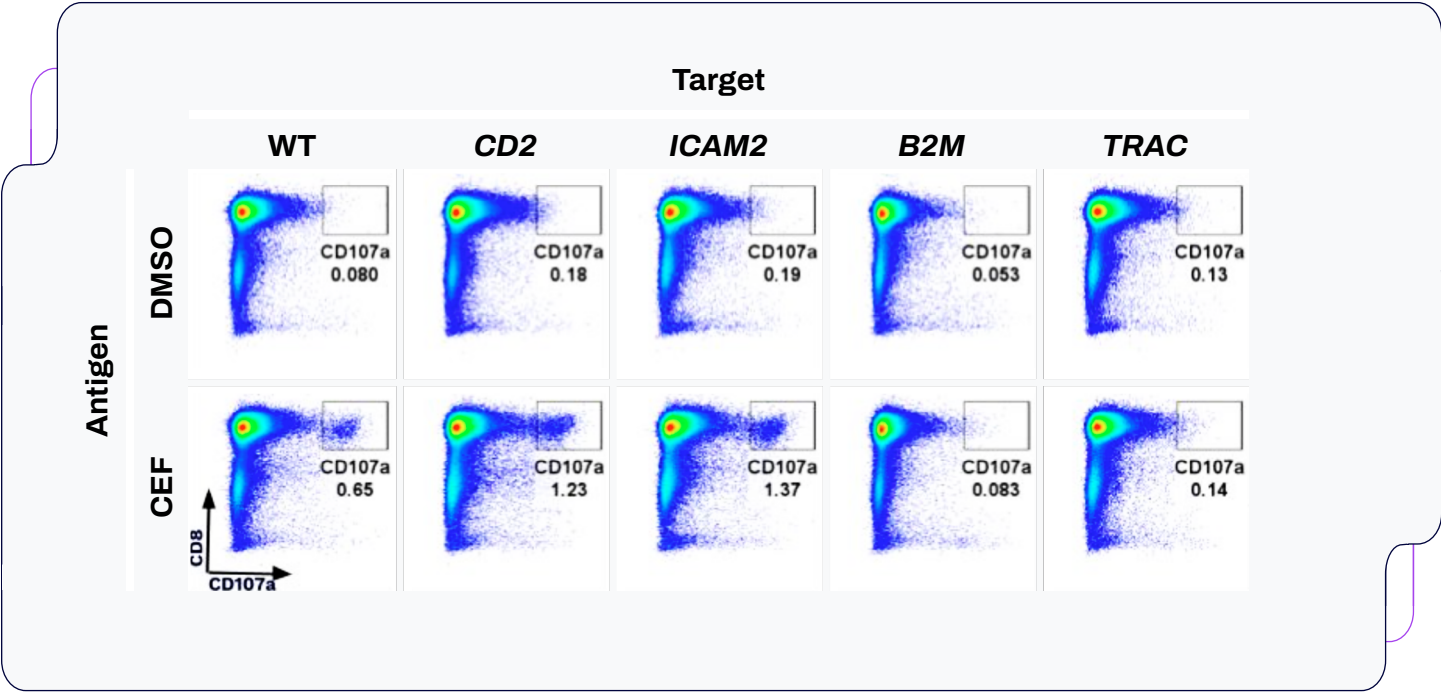 Target
WT CD2 ICAM2 B2M TRAC
Antigen
DMSO
CD107a CD107a CD107a CD107a CD107a
0.080 0.18 0.19 0.053 0.13
CEF
CD107a CD107a CD107a CD107a CD107a
0.65 1.23 1.37 0.083 0.14
CD8
CD107a